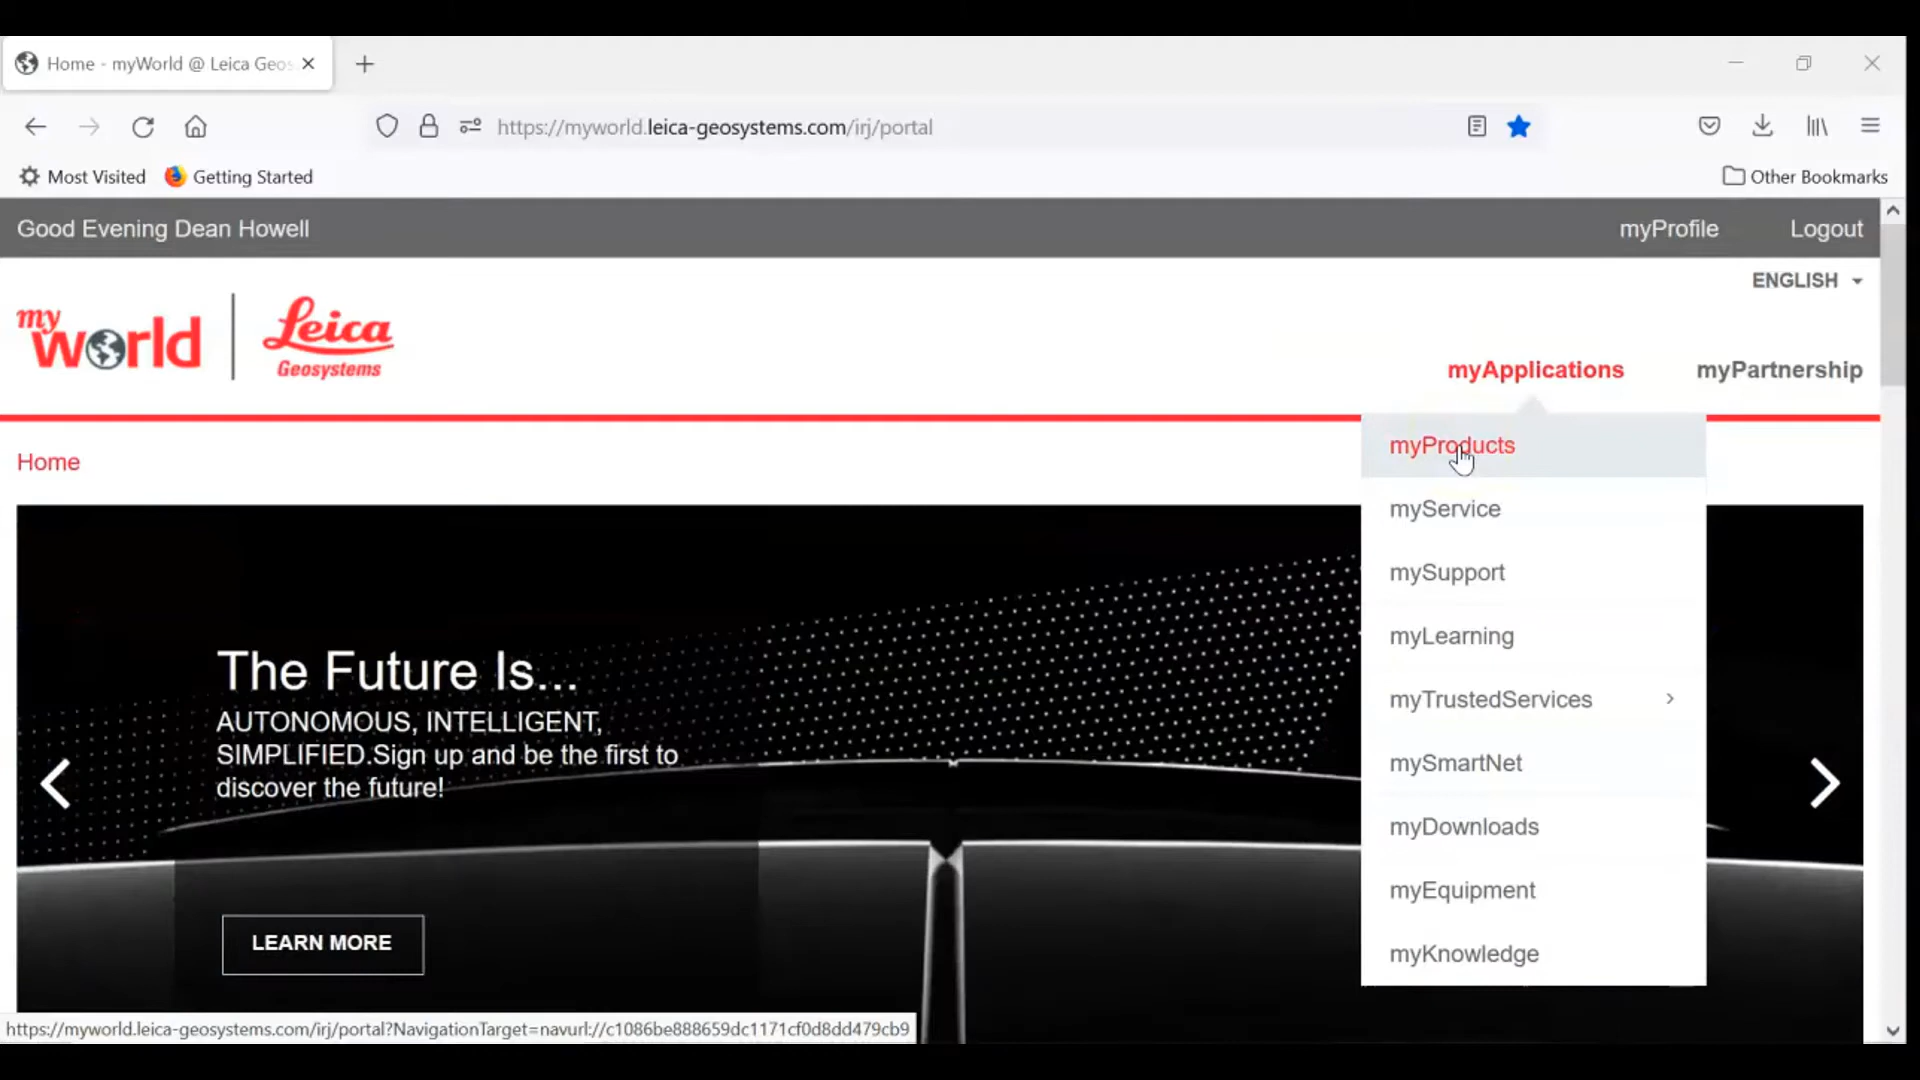 Home - myWorld @ Leica Geos
https://myworld.leica-geosystems.com/irj/portal
Most Visited
Getting Started
Other Bookmarks
Good Evening Dean Howell
myProfile
Logout
ENGLISH
my
world
Leica
Geosystems
myApplications
myPartnership
Home
myProducts
myService
mySupport
myLearning
myTrustedServices
mySmartNet
myDownloads
myEquipment
myKnowledge
The Future Is...
AUTONOMOUS, INTELLIGENT,
SIMPLIFIED.Sign up and be the first to
discover the future!
LEARN MORE
https://myworld.leica-geosystems.com/irj/portal?NavigationTarget=navurl://c1086be888659dc1171cf0d8dd479cb9